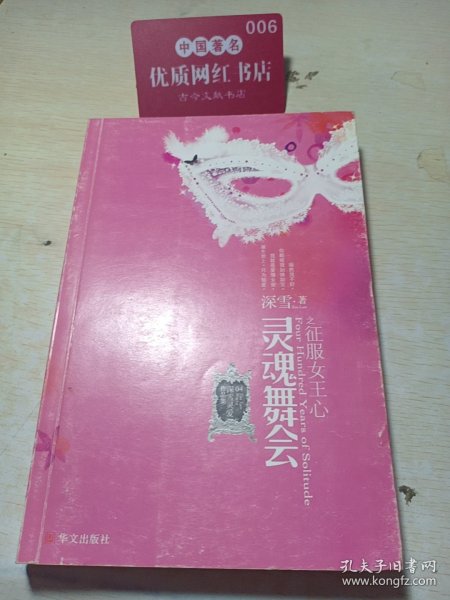 006
中国著名
优质网红书店
古今文献书店
深雪·著
之征服女王心
Four Hundred Years of Solitude
灵魂舞会
04
华文出版社
孔夫子旧书网
www.kongfz.com